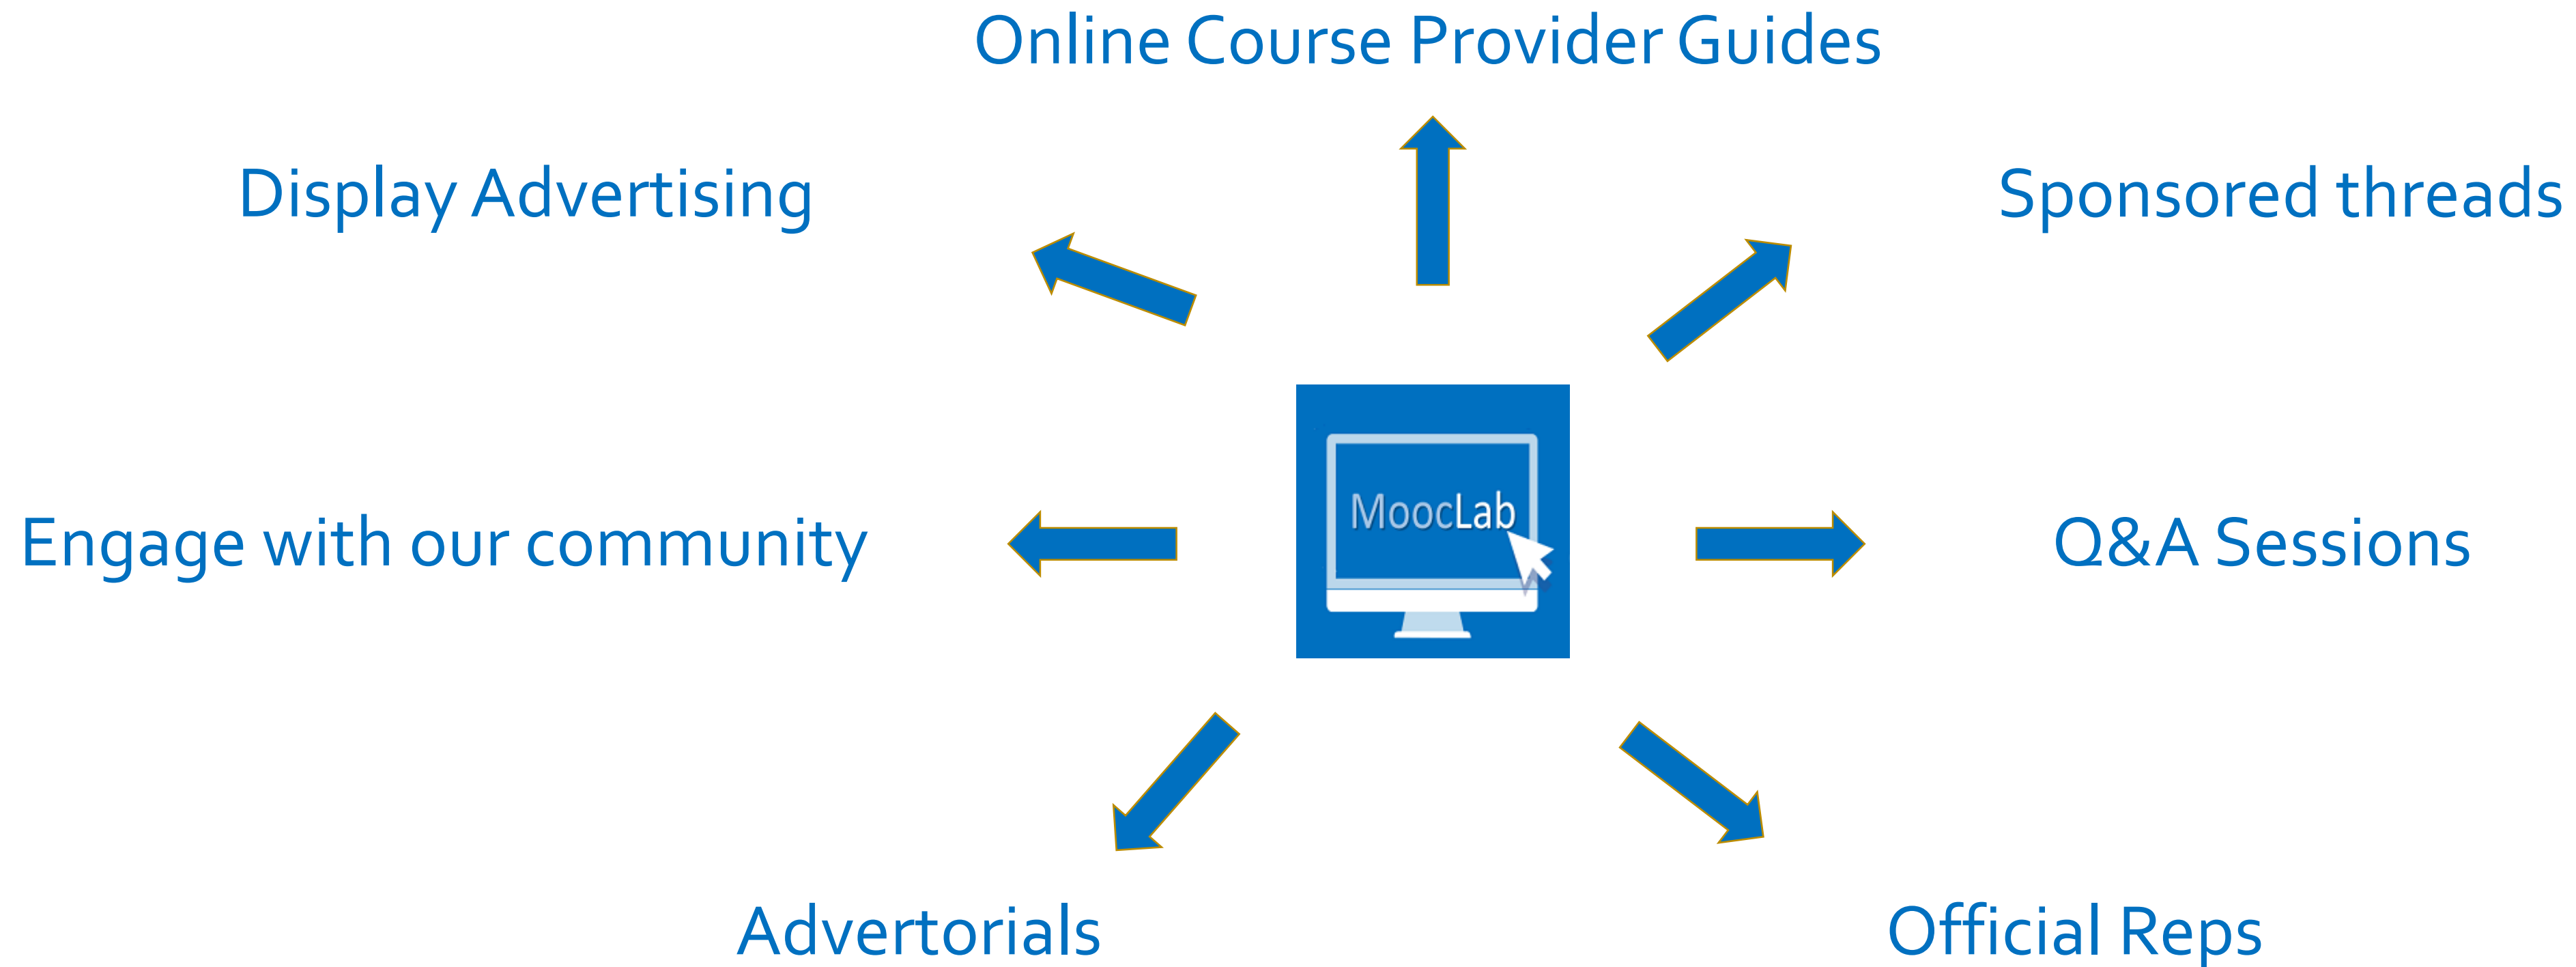 Online Course Provider Guides
Display Advertising
Sponsored threads
MoocLab
Engage with our community
Q&A Sessions
Advertorials
Official Reps